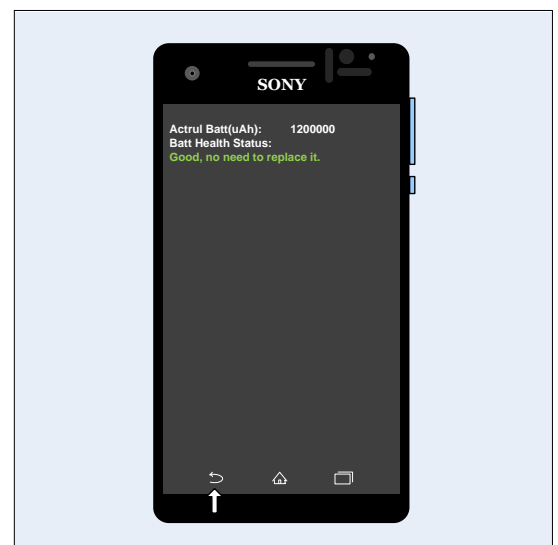 SONY
Actrul Batt(uAh): 1200000
Batt Health Status:
Good, no need to replace it.